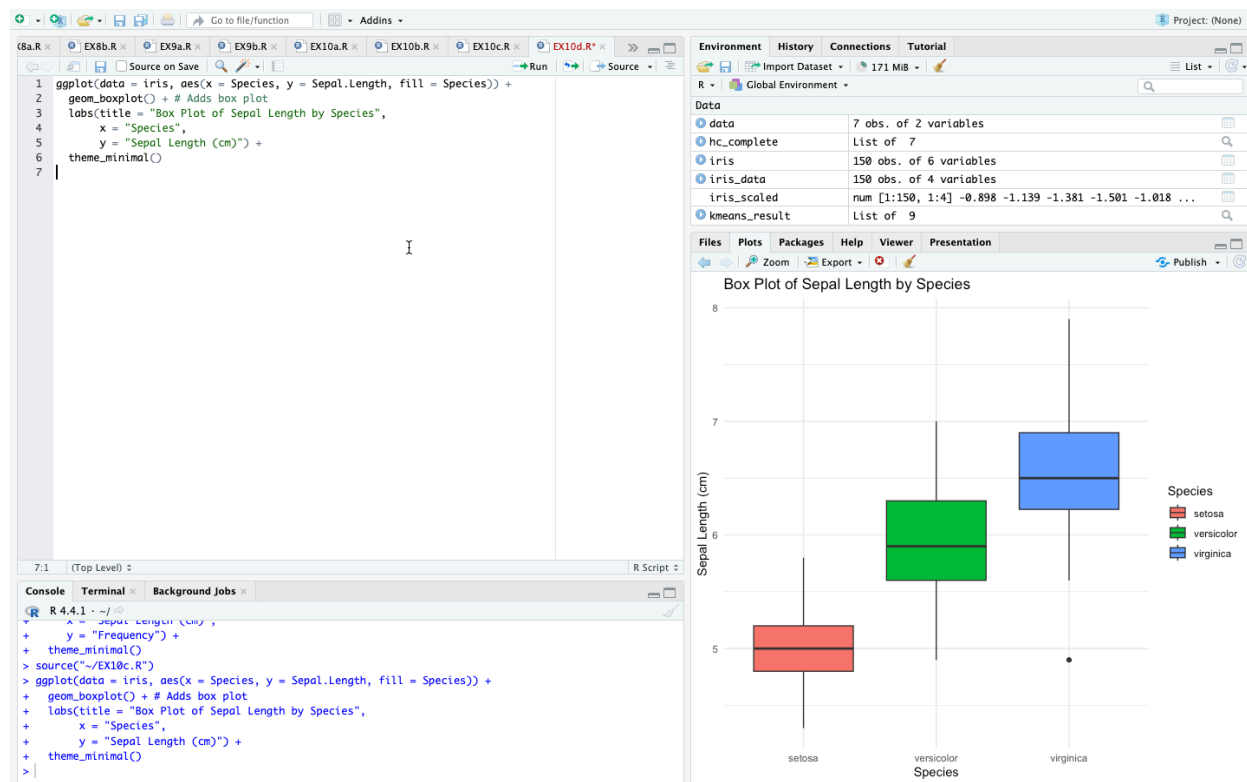 Go to file/function
Addins
Project: (None)
(8a.R
EX8b.R
EX9a.R
EX9b.R
EX10a.R
EX10b.R
EX10c.R
EX10d.R*
Source on Save
Run
Source
1 ggplot(data = iris, aes(x = Species, y = Sepal.Length, fill = Species)) +
2 geom_boxplot() + # Adds box plot
3 labs(title = "Box Plot of Sepal Length by Species",
4 x = "Species",
5 y = "Sepal Length (cm)") +
6 theme_minimal()
7
7:1 (Top Level)
R Script
Console Terminal Background Jobs
R 4.4.1 · ~/
+ x = "Sepal Length (cm)",
+ y = "Frequency") +
+ theme_minimal()
> source("~/EX10c.R")
> ggplot(data = iris, aes(x = Species, y = Sepal.Length, fill = Species)) +
+ geom_boxplot() + # Adds box plot
+ labs(title = "Box Plot of Sepal Length by Species",
+ x = "Species",
+ y = "Sepal Length (cm)") +
+ theme_minimal()
>
Environment History Connections Tutorial
Import Dataset
171 MiB
List
R
Global Environment
Data
data 7 obs. of 2 variables
hc_complete List of 7
iris 150 obs. of 6 variables
iris_data 150 obs. of 4 variables
iris_scaled num [1:150, 1:4] -0.898 -1.139 -1.381 -1.501 -1.018 ...
kmeans_result List of 9
Files Plots Packages Help Viewer Presentation
Zoom
Export
Publish
Box Plot of Sepal Length by Species
8
7
6
5
Sepal Length (cm)
setosa
versicolor
virginica
Species
Species
setosa
versicolor
virginica